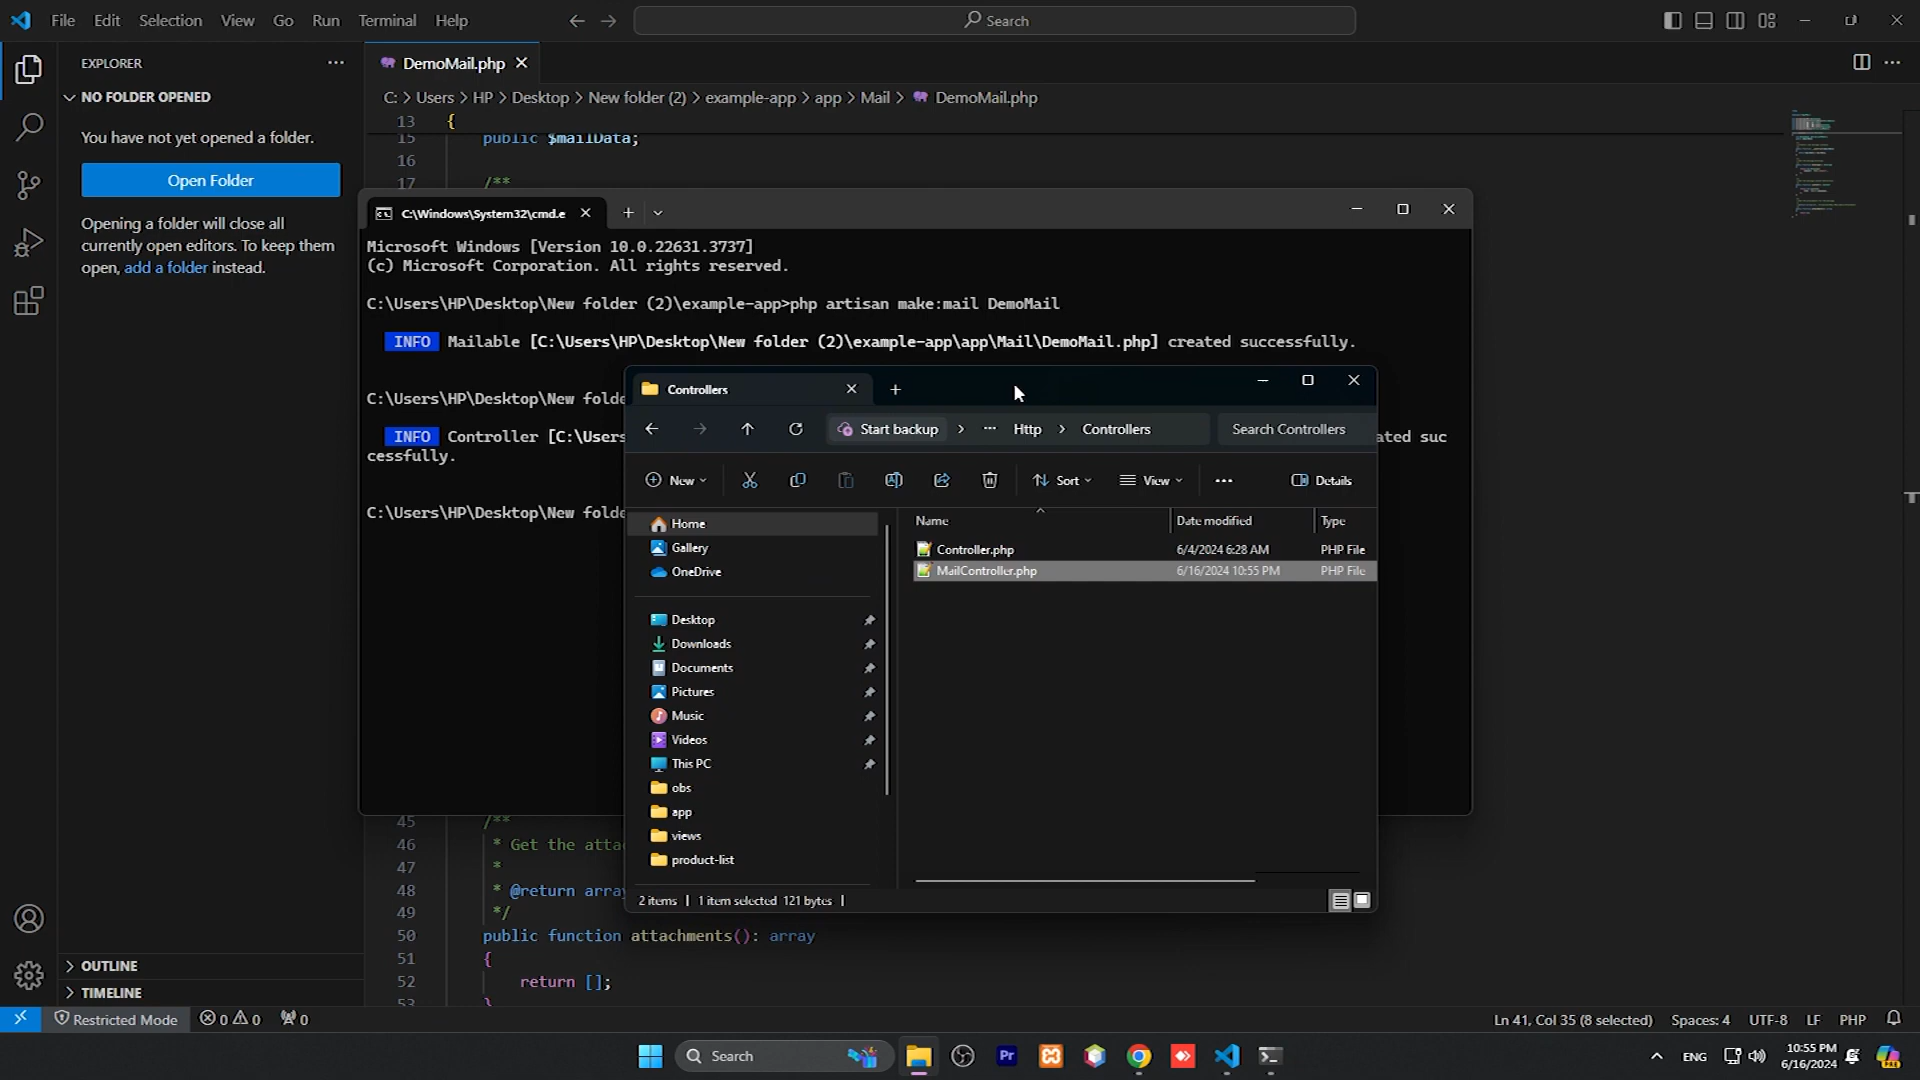 File Edit Selection View Go Run Terminal Help
Search
EXPLORER
DemoMail.php
NO FOLDER OPENED
You have not yet opened a folder.
Open Folder
Opening a folder will close all
currently open editors. To keep them
open, add a folder instead.
C: > Users > HP > Desktop > New folder (2) > example-app > app > Mail > DemoMail.php
13 {
15 public $mailData;
16
17 /**
C:\Windows\System32\cmd.e
Microsoft Windows [Version 10.0.22631.3737]
(c) Microsoft Corporation. All rights reserved.
C:\Users\HP\Desktop\New folder (2)\example-app>php artisan make:mail DemoMail
INFO Mailable [C:\Users\HP\Desktop\New folder (2)\example-app\app\Mail\DemoMail.php] created successfully.
C:\Users\HP\Desktop\New folde
INFO Controller [C:\Users
ated suc
cessfully.
C:\Users\HP\Desktop\New folde
Controllers
Start backup > ... Http > Controllers
Search Controllers
New Sort View ... Details
Home
Gallery
OneDrive
Desktop
Downloads
Documents
Pictures
Music
Videos
This PC
obs
app
views
product-list
Name Date modified Type
Controller.php 6/4/2024 6:28 AM PHP File
MailController.php 6/16/2024 10:55 PM PHP File
2 items | 1 item selected 121 bytes |
45 /**
46 * Get the attac
47 *
48 * @return array
49 */
50 public function attachments(): array
51 {
52 return [];
53 }
OUTLINE
TIMELINE
Restricted Mode 0 0 0
Ln 41, Col 35 (8 selected) Spaces: 4 UTF-8 LF PHP
Search
Pr
ENG
10:55 PM
6/16/2024